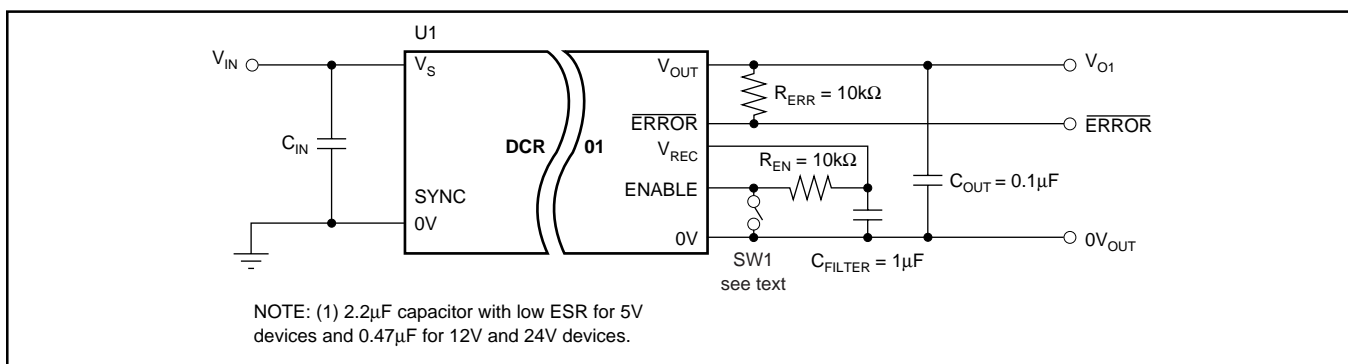 U1
V_IN
V_S
V_OUT
V_O1
R_ERR = 10kΩ
ERROR
ERROR
C_IN
DCR 01
V_REC
R_EN = 10kΩ
ENABLE
C_OUT = 0.1μF
SYNC
0V
0V
0V_OUT
SW1
see text
C_FILTER = 1μF
NOTE: (1) 2.2μF capacitor with low ESR for 5V
devices and 0.47μF for 12V and 24V devices.